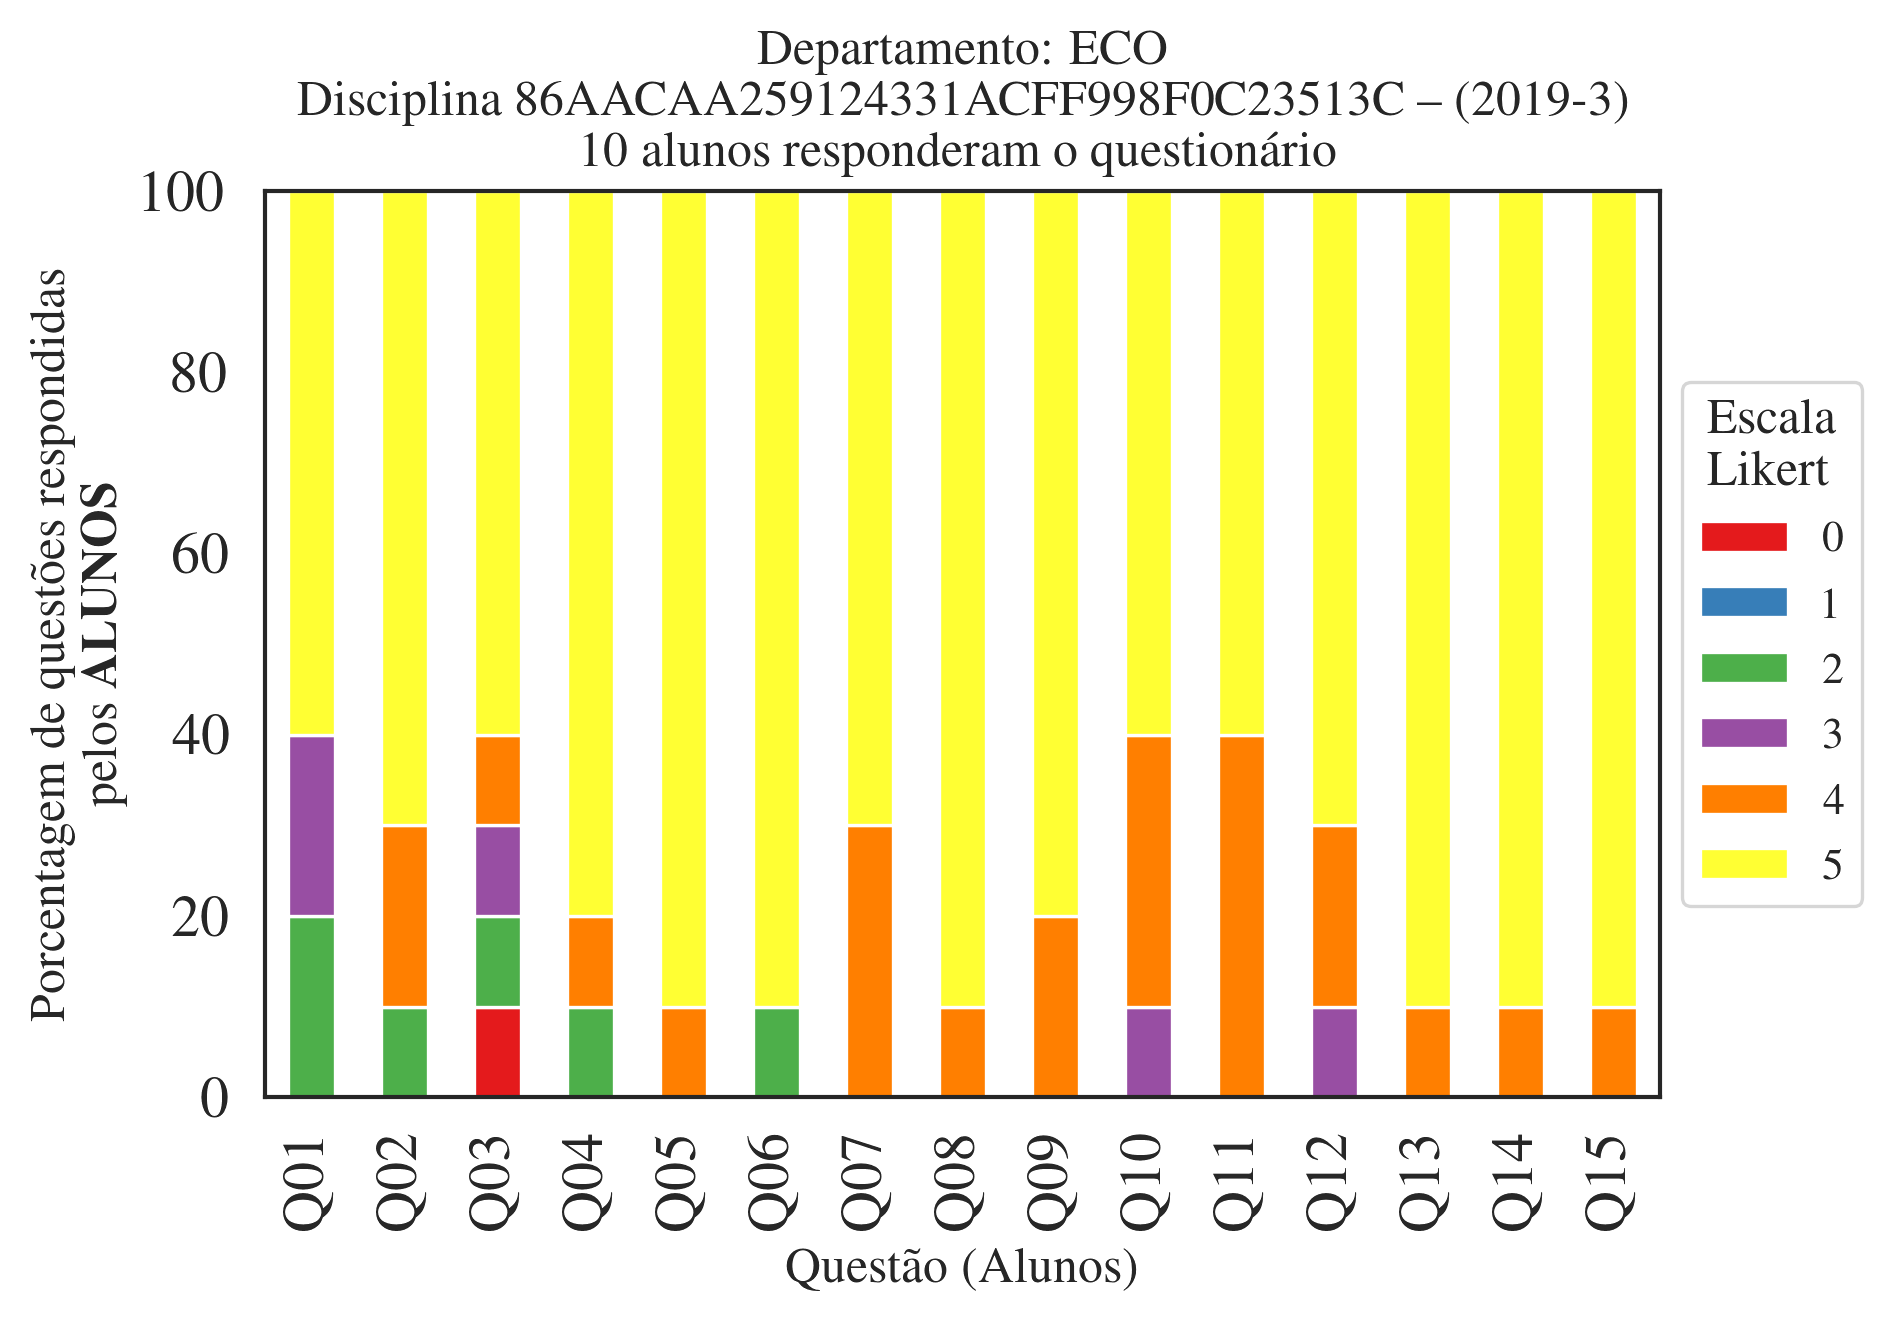 Departamento: ECO
Disciplina 86AACAA259124331ACFF998F0C23513C – (2019-3)
10 alunos responderam o questionário
Porcentagem de questões respondidas
pelos ALUNOS
100
80
60
40
20
0
Q01
Q02
Q03
Q04
Q05
Q06
Q07
Q08
Q09
Q10
Q11
Q12
Q13
Q14
Q15
Questão (Alunos)
Escala
Likert
0
1
2
3
4
5